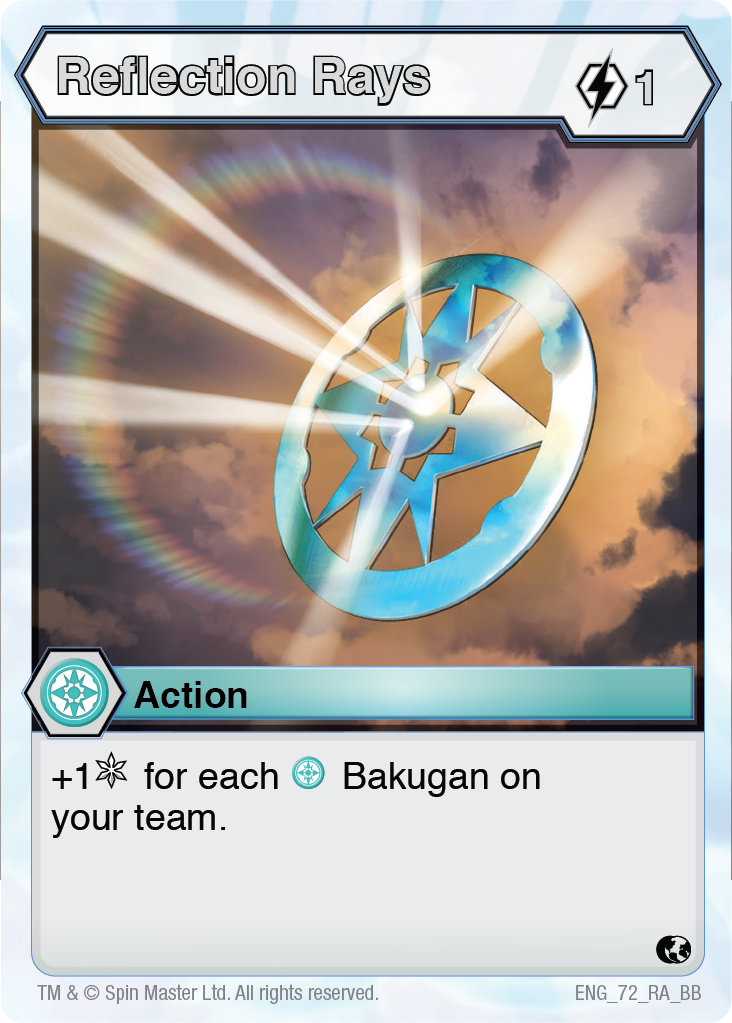 Reflection Rays 1
Action
+1 for each Bakugan on
your team.
TM & © Spin Master Ltd. All rights reserved. ENG_72_RA_BB